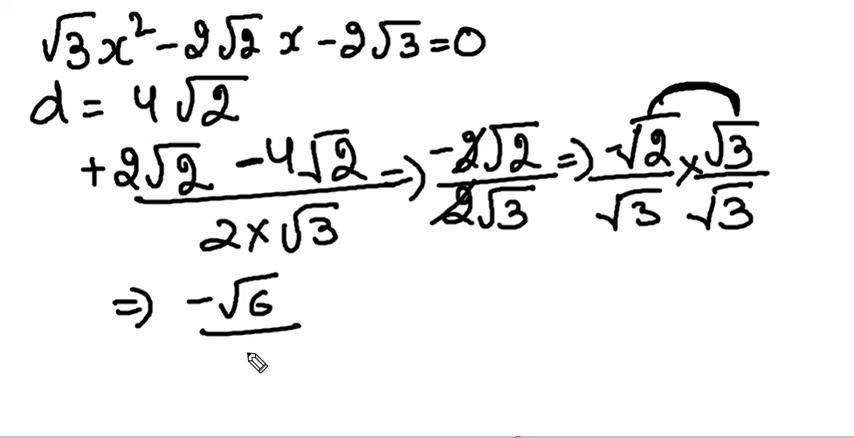 √3x² - 2√2 x - 2√3 = 0
d = 4√2
(+2√2 - 4√2)/(2×√3) ⇒ (-2√2)/(2√3) ⇒ (-√2)/(√3) × (√3)/(√3)
⇒ -√6